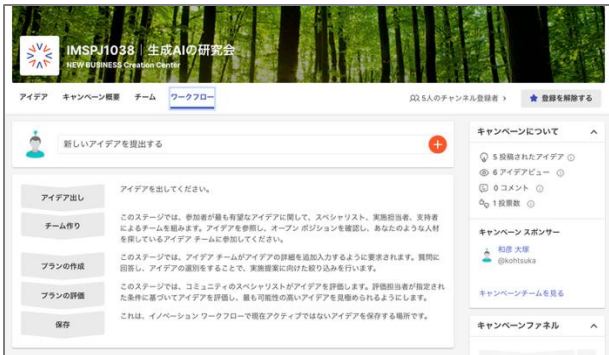 IMSPJ1038｜生成AIの研究会
NEW BUSINESS Creation Center
アイデア キャンペーン概要 チーム ワークフロー
5人のチャンネル登録者 ›
登録を解除する
新しいアイデアを提出する
アイデア出し
アイデアを出してください。
チーム作り
このステージでは、参加者が最も有望なアイデアに関して、スペシャリスト、実施担当者、支持者
によるチームを組みます。アイデアを参照し、オープン ポジションを確認し、あなたのような人材
を探しているアイデア チームに参加してください。
プランの作成
このステージでは、アイデア チームがアイデアの詳細を追加入力するように要求されます。質問に
回答し、アイデアの選別をすることで、実施提案に向けた絞り込みを行います。
プランの評価
このステージでは、コミュニティのスペシャリストがアイデアを評価します。評価担当者が指定され
た条件に基づいてアイデアを評価し、最も可能性の高いアイデアを見極められるようにします。
保存
これは、イノベーション ワークフローで現在アクティブではないアイデアを保存する場所です。
キャンペーンについて
5 投稿されたアイデア
6 アイデアビュー
0 コメント
1 投票数
キャンペーン スポンサー
和彦 大塚
@kohtsuka
キャンペーンチームを見る
キャンペーンファネル